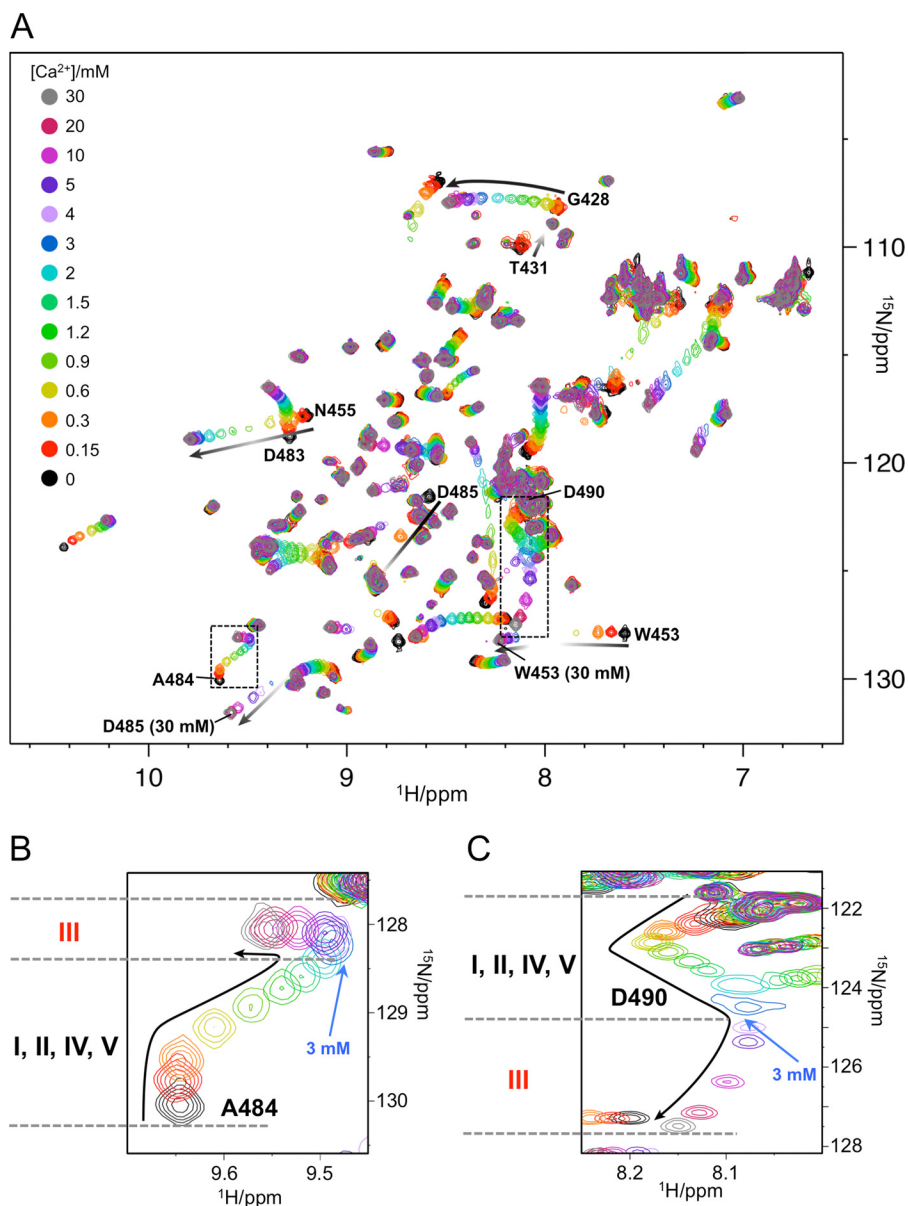 A
[Ca²⁺]/mM
30
20
10
5
4
3
2
1.5
1.2
0.9
0.6
0.3
0.15
0
G428
T431
N455
D483
D485
D490
W453
W453 (30 mM)
A484
D485 (30 mM)
110
120
130
¹⁵N/ppm
10 9 8 7
¹H/ppm
B
III
I, II, IV, V
3 mM
A484
128
129
130
¹⁵N/ppm
9.6 9.5
¹H/ppm
C
I, II, IV, V
D490
III
3 mM
122
124
126
128
¹⁵N/ppm
8.2 8.1
¹H/ppm